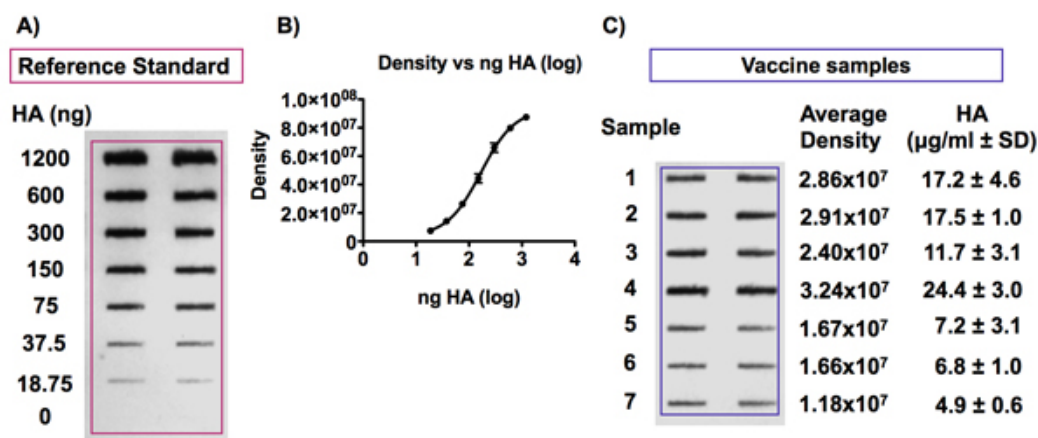 A)
Reference Standard
HA (ng)
1200
600
300
150
75
37.5
18.75
0
B)
Density vs ng HA (log)
Density
1.0×10⁰⁸
8.0×10⁰⁷
6.0×10⁰⁷
4.0×10⁰⁷
2.0×10⁰⁷
0
0 1 2 3 4
ng HA (log)
C)
Vaccine samples
Sample Average Density HA (µg/ml ± SD)
1 2.86x10⁷ 17.2 ± 4.6
2 2.91x10⁷ 17.5 ± 1.0
3 2.40x10⁷ 11.7 ± 3.1
4 3.24x10⁷ 24.4 ± 3.0
5 1.67x10⁷ 7.2 ± 3.1
6 1.66x10⁷ 6.8 ± 1.0
7 1.18x10⁷ 4.9 ± 0.6